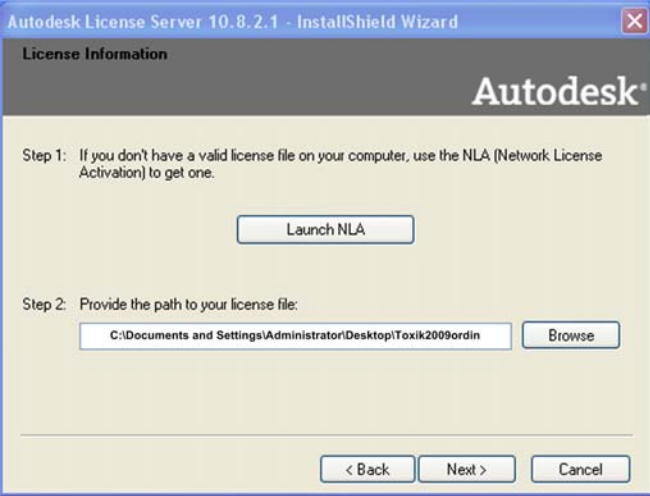 Autodesk License Server 10.8.2.1 - InstallShield Wizard
License Information
Autodesk®
Step 1: If you don't have a valid license file on your computer, use the NLA (Network License
Activation) to get one.
Launch NLA
Step 2: Provide the path to your license file:
C:\Documents and Settings\Administrator\Desktop\Toxik2009ordin
Browse
< Back
Next >
Cancel